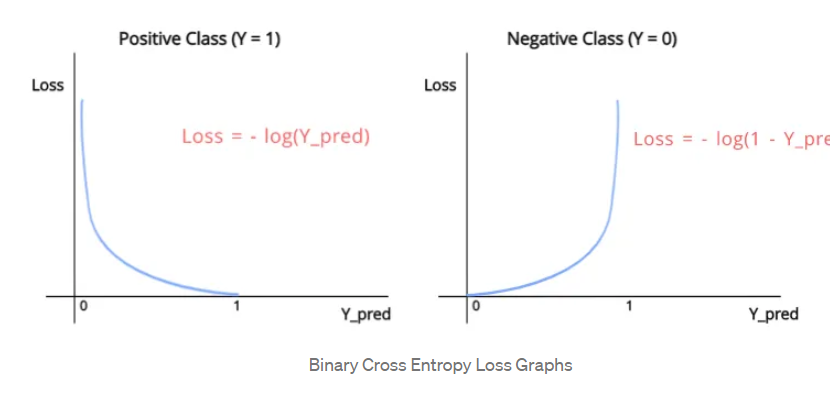 Positive Class (Y = 1)
Loss
Loss = - log(Y_pred)
0
1
Y_pred
Negative Class (Y = 0)
Loss
Loss = - log(1 - Y_pre
0
1
Y_pred
Binary Cross Entropy Loss Graphs